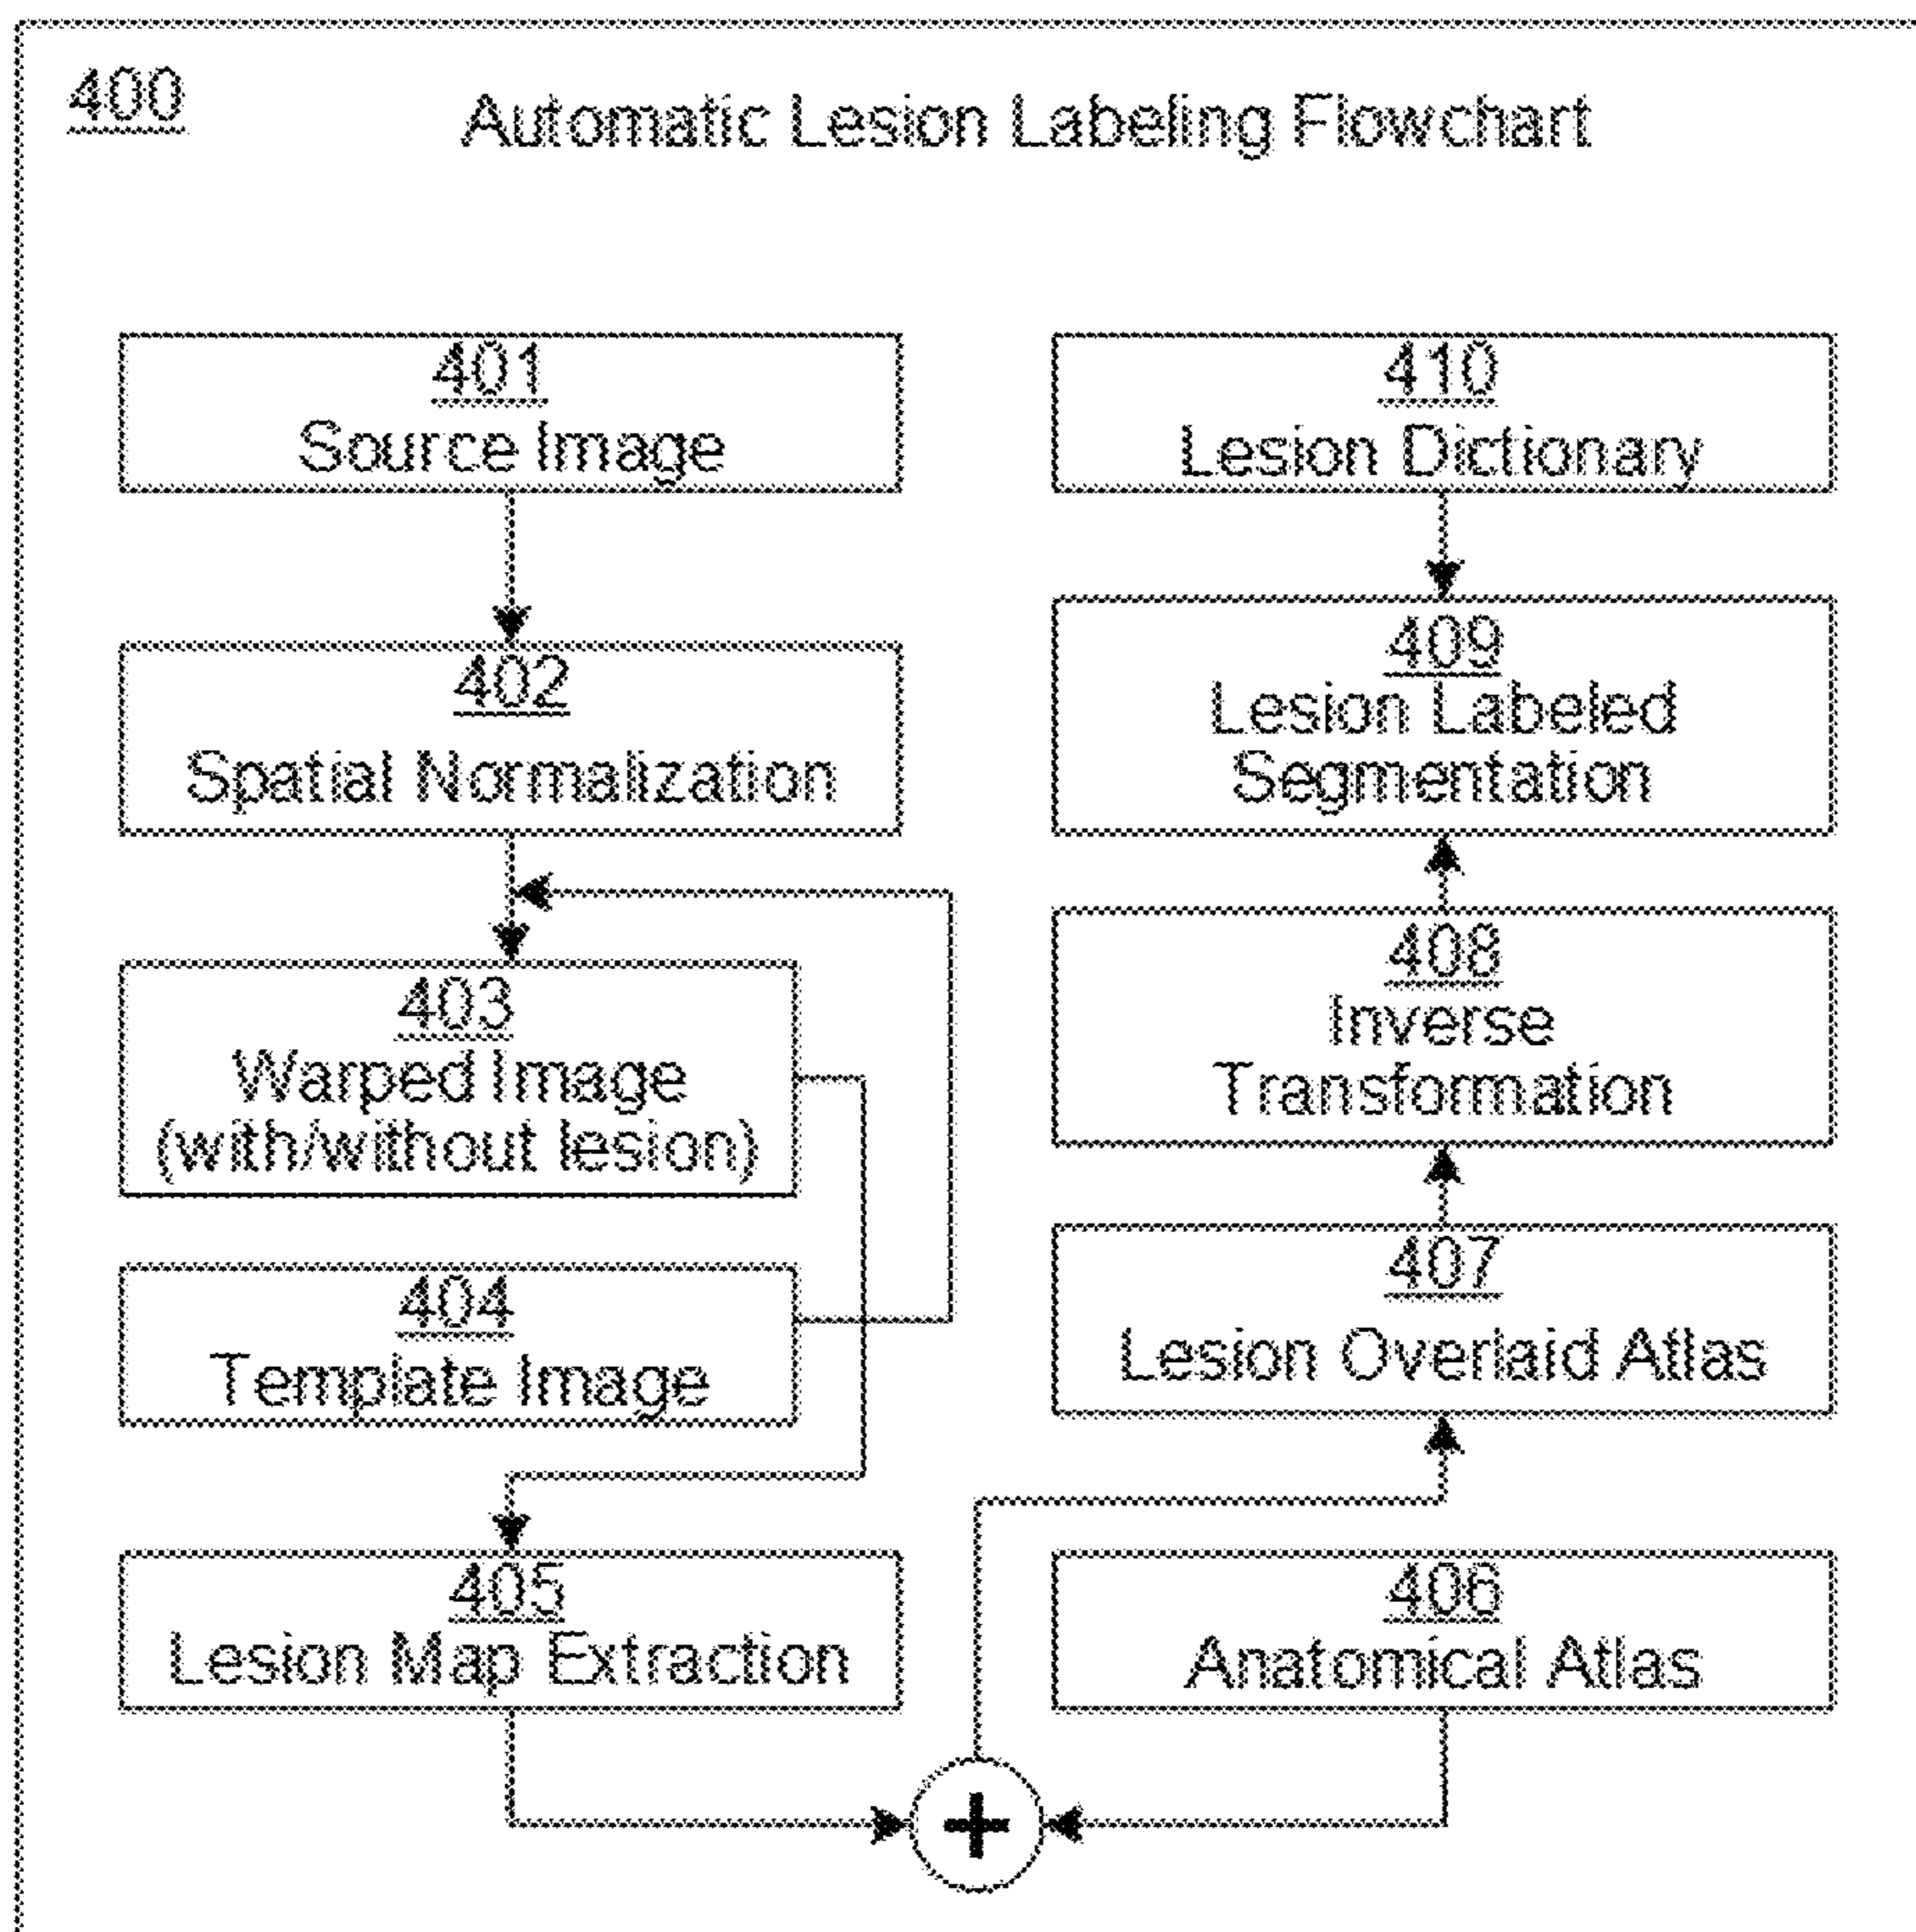 400
Automatic Lesion Labeling Flowchart
401
Source Image
402
Spatial Normalization
403
Warped Image
(with/without lesion)
404
Template Image
405
Lesion Map Extraction
410
Lesion Dictionary
409
Lesion Labeled
Segmentation
408
Inverse
Transformation
407
Lesion Overlaid Atlas
406
Anatomical Atlas
+